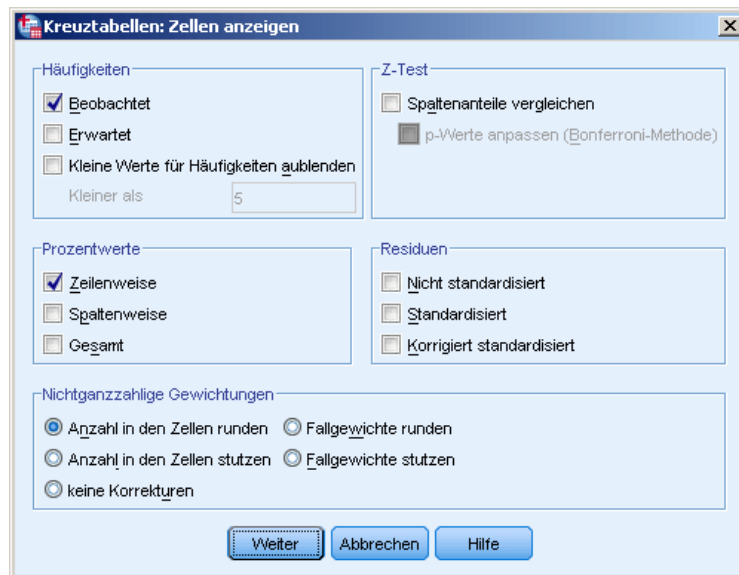 Kreuztabellen: Zellen anzeigen
Häufigkeiten
Beobachtet
Erwartet
Kleine Werte für Häufigkeiten aublenden
Kleiner als 5
Z-Test
Spaltenanteile vergleichen
p-Werte anpassen (Bonferroni-Methode)
Prozentwerte
Zeilenweise
Spaltenweise
Gesamt
Residuen
Nicht standardisiert
Standardisiert
Korrigiert standardisiert
Nichtganzzahlige Gewichtungen
Anzahl in den Zellen runden Fallgewichte runden
Anzahl in den Zellen stutzen Fallgewichte stutzen
keine Korrekturen
Weiter Abbrechen Hilfe